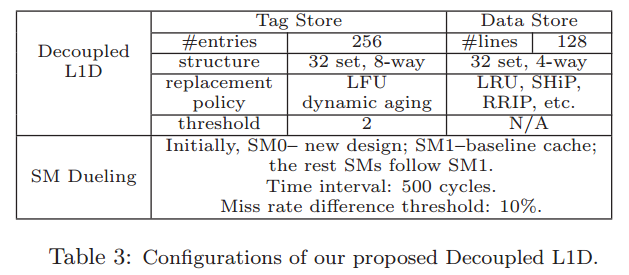 Tag Store Data Store
Decoupled L1D
#entries 256 #lines 128
structure 32 set, 8-way 32 set, 4-way
replacement policy LFU dynamic aging LRU, SHiP, RRIP, etc.
threshold 2 N/A
SM Dueling
Initially, SM0– new design; SM1–baseline cache;
the rest SMs follow SM1.
Time interval: 500 cycles.
Miss rate difference threshold: 10%.
Table 3: Configurations of our proposed Decoupled L1D.